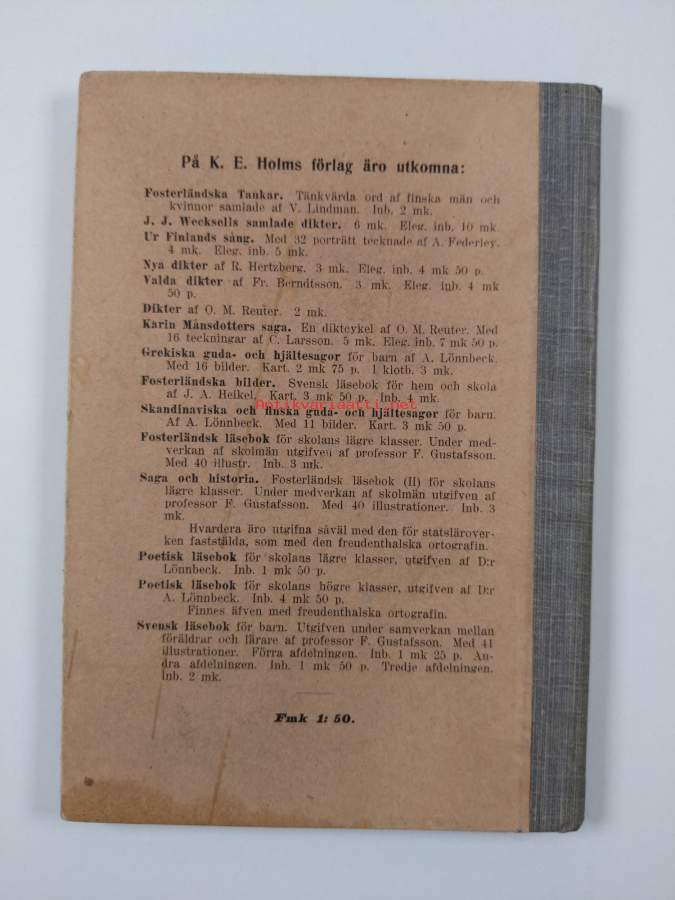 På K. E. Holms förlag äro utkomna:
Fosterländska Tankar. Tänkvärda ord af finska män och
kvinnor samlade af V. Lindman. Inb. 2 mk.
J. J. Wecksells samlade dikter. 6 mk. Eleg. inb. 10 mk.
Ur Finlands sång. Med 32 porträtt tecknade af A. Federley.
4 mk. Eleg. inb. 5 mk.
Nya dikter af R. Hertzberg. 3 mk. Eleg. inb. 4 mk 50 p.
Valda dikter af Fr. Berndtsson. 3 mk. Eleg. inb. 4 mk
50 p.
Dikter af O. M. Reuter. 2 mk.
Karin Månsdotters saga. En diktcykel af O. M. Reuter. Med
16 teckningar af C. Larsson. 5 mk. Eleg. inb. 7 mk 50 p.
Grekiska guda- och hjältesagor för barn af A. Lönnbeck.
Med 16 bilder. Kart. 2 mk 75 p. I klotb. 3 mk.
Fosterländska bilder. Svensk läsebok för hem och skola
af J. A. Heikel. Kart. 3 mk 50 p. Inb. 4 mk.
Antikvariaatti.net
Skandinaviska och finska guda- och hjältesagor för barn.
Af A. Lönnbeck. Med 11 bilder. Kart. 3 mk 50 p.
Fosterländsk läsebok för skolans lägre klasser. Under med-
verkan af skolmän utgifven af professor F. Gustafsson.
Med 40 illustr. Inb. 3 mk.
Saga och historia. Fosterländsk läsebok (II) för skolans
lägre klasser. Under medverkan af skolmän utgifven af
professor F. Gustafsson. Med 40 illustrationer. Inb. 3
mk.
Hvardera äro utgifna såväl med den för statslärover-
ken fastställda, som med den freudenthalska ortografin.
Poetisk läsebok för skolans lägre klasser, utgifven af D:r
Lönnbeck. Inb. 1 mk 50 p.
Poetisk läsebok för skolans högre klasser, utgifven af D:r
A. Lönnbeck. Inb. 4 mk 50 p.
Finnes äfven med freudenthalska ortografin.
Svensk läsebok för barn. Utgifven under samverkan mellan
föräldrar och lärare af professor F. Gustafsson. Med 41
illustrationer. Förra afdelningen. Inb. 1 mk 25 p. An-
dra afdelningen. Inb. 1 mk 50 p. Tredje afdelningen.
Inb. 2 mk.
Fmk 1: 50.